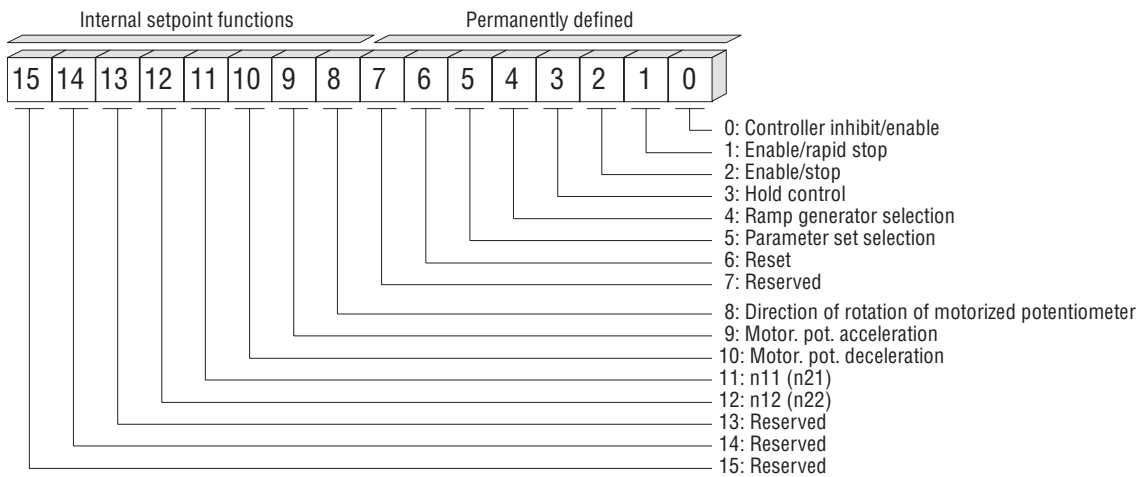 Internal setpoint functions Permanently defined
15 14 13 12 11 10 9 8 7 6 5 4 3 2 1 0
0: Controller inhibit/enable
1: Enable/rapid stop
2: Enable/stop
3: Hold control
4: Ramp generator selection
5: Parameter set selection
6: Reset
7: Reserved
8: Direction of rotation of motorized potentiometer
9: Motor. pot. acceleration
10: Motor. pot. deceleration
11: n11 (n21)
12: n12 (n22)
13: Reserved
14: Reserved
15: Reserved